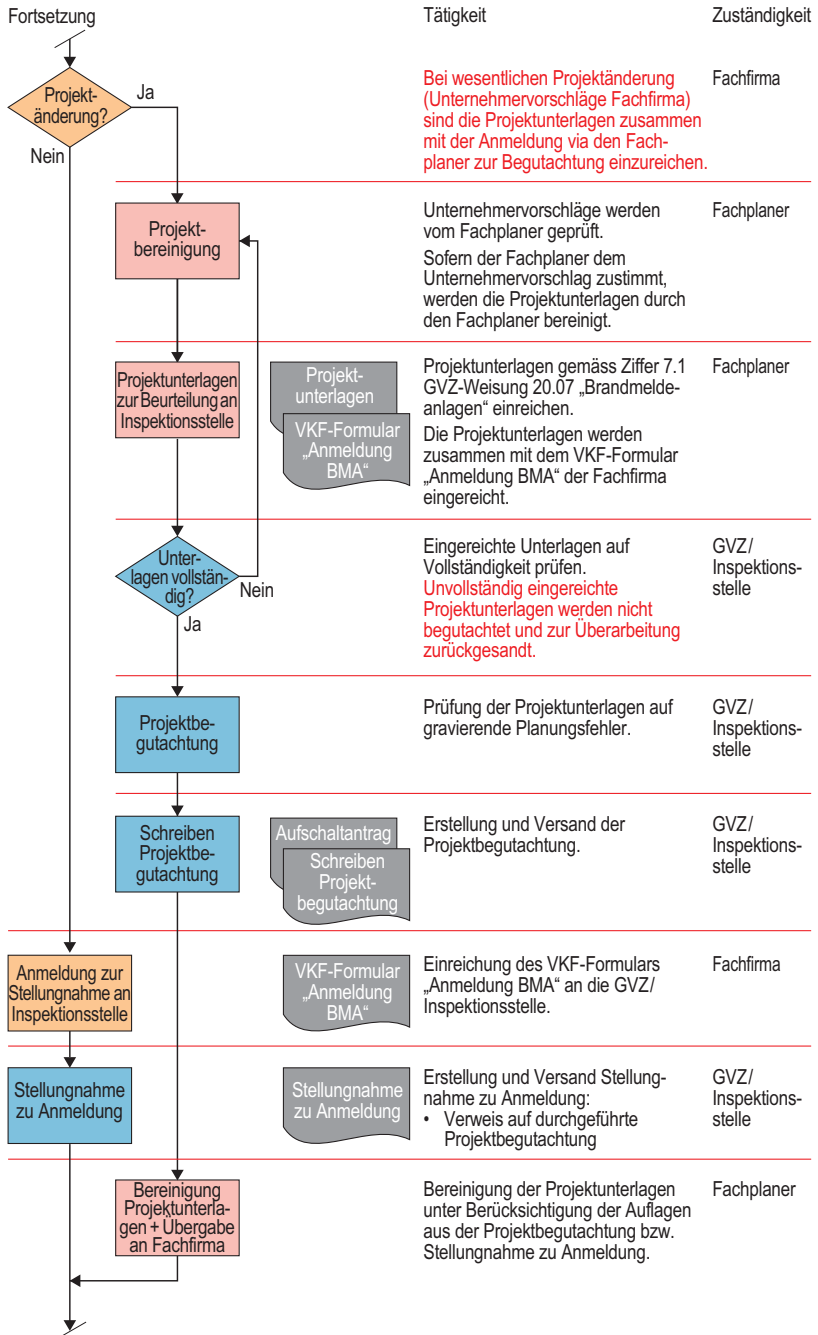 Fortsetzung
Tätigkeit
Zuständigkeit
Projekt-
änderung?
Ja
Nein
Bei wesentlichen Projektänderung
(Unternehmervorschläge Fachfirma)
sind die Projektunterlagen zusammen
mit der Anmeldung via den Fach-
planer zur Begutachtung einzureichen.
Fachfirma
Projekt-
bereinigung
Unternehmervorschläge werden
vom Fachplaner geprüft.
Sofern der Fachplaner dem
Unternehmervorschlag zustimmt,
werden die Projektunterlagen durch
den Fachplaner bereinigt.
Fachplaner
Projektunterlagen
zur Beurteilung an
Inspektionsstelle
Projekt-
unterlagen
VKF-Formular
„Anmeldung
BMA“
Projektunterlagen gemäss Ziffer 7.1
GVZ-Weisung 20.07 „Brandmelde-
anlagen“ einreichen.
Die Projektunterlagen werden
zusammen mit dem VKF-Formular
„Anmeldung BMA“ der Fachfirma
eingereicht.
Fachplaner
Unter-
lagen vollstän-
dig?
Nein
Ja
Eingereichte Unterlagen auf
Vollständigkeit prüfen.
Unvollständig eingereichte
Projektunterlagen werden nicht
begutachtet und zur Überarbeitung
zurückgesandt.
GVZ/
Inspektions-
stelle
Projektbe-
gutachtung
Prüfung der Projektunterlagen auf
gravierende Planungsfehler.
GVZ/
Inspektions-
stelle
Schreiben
Projektbe-
gutachtung
Aufschaltantrag
Schreiben
Projekt-
begutachtung
Erstellung und Versand der
Projektbegutachtung.
GVZ/
Inspektions-
stelle
Anmeldung zur
Stellungnahme an
Inspektionsstelle
VKF-Formular
„Anmeldung
BMA“
Einreichung des VKF-Formulars
„Anmeldung BMA“ an die GVZ/
Inspektionsstelle.
Fachfirma
Stellungnahme
zu Anmeldung
Stellungnahme
zu Anmeldung
Erstellung und Versand Stellung-
nahme zu Anmeldung:
• Verweis auf durchgeführte
Projektbegutachtung
GVZ/
Inspektions-
stelle
Bereinigung
Projektunterla-
gen + Übergabe
an Fachfirma
Bereinigung der Projektunterlagen
unter Berücksichtigung der Auflagen
aus der Projektbegutachtung bzw.
Stellungnahme zu Anmeldung.
Fachplaner